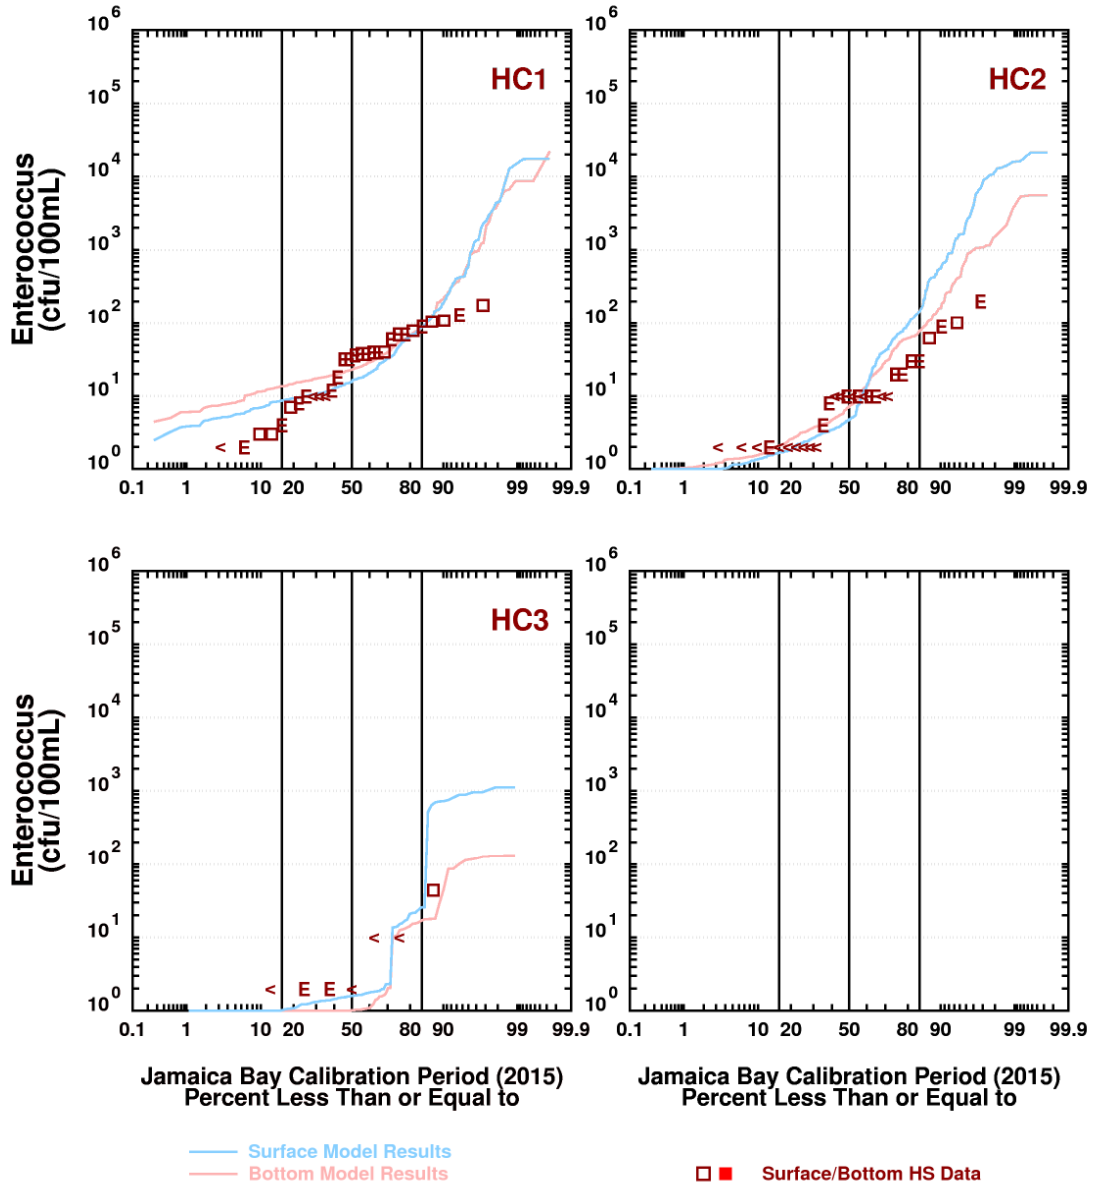 10^6
10^5
10^4
10^3
10^2
10^1
10^0
Enterococcus
(cfu/100mL)
HC1
0.1 1 10 20 50 80 90 99 99.9
10^6
10^5
10^4
10^3
10^2
10^1
10^0
HC2
0.1 1 10 20 50 80 90 99 99.9
10^6
10^5
10^4
10^3
10^2
10^1
10^0
Enterococcus
(cfu/100mL)
HC3
0.1 1 10 20 50 80 90 99 99.9
Jamaica Bay Calibration Period (2015)
Percent Less Than or Equal to
10^6
10^5
10^4
10^3
10^2
10^1
10^0
0.1 1 10 20 50 80 90 99 99.9
Jamaica Bay Calibration Period (2015)
Percent Less Than or Equal to
Surface Model Results
Bottom Model Results
Surface/Bottom HS Data